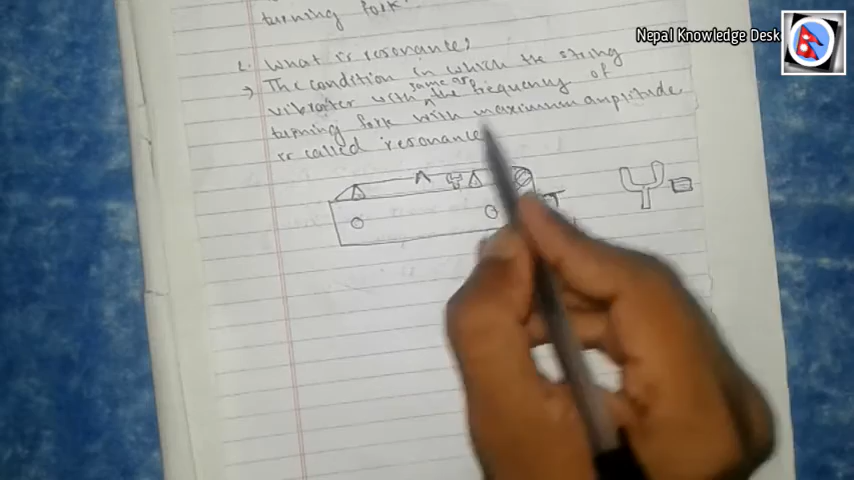 turning fork.
Nepal Knowledge Desk
2. What is resonance?
→ The condition in which the string
same as
vibrates with the frequency of
turning fork with maximum amplitude
is called resonance